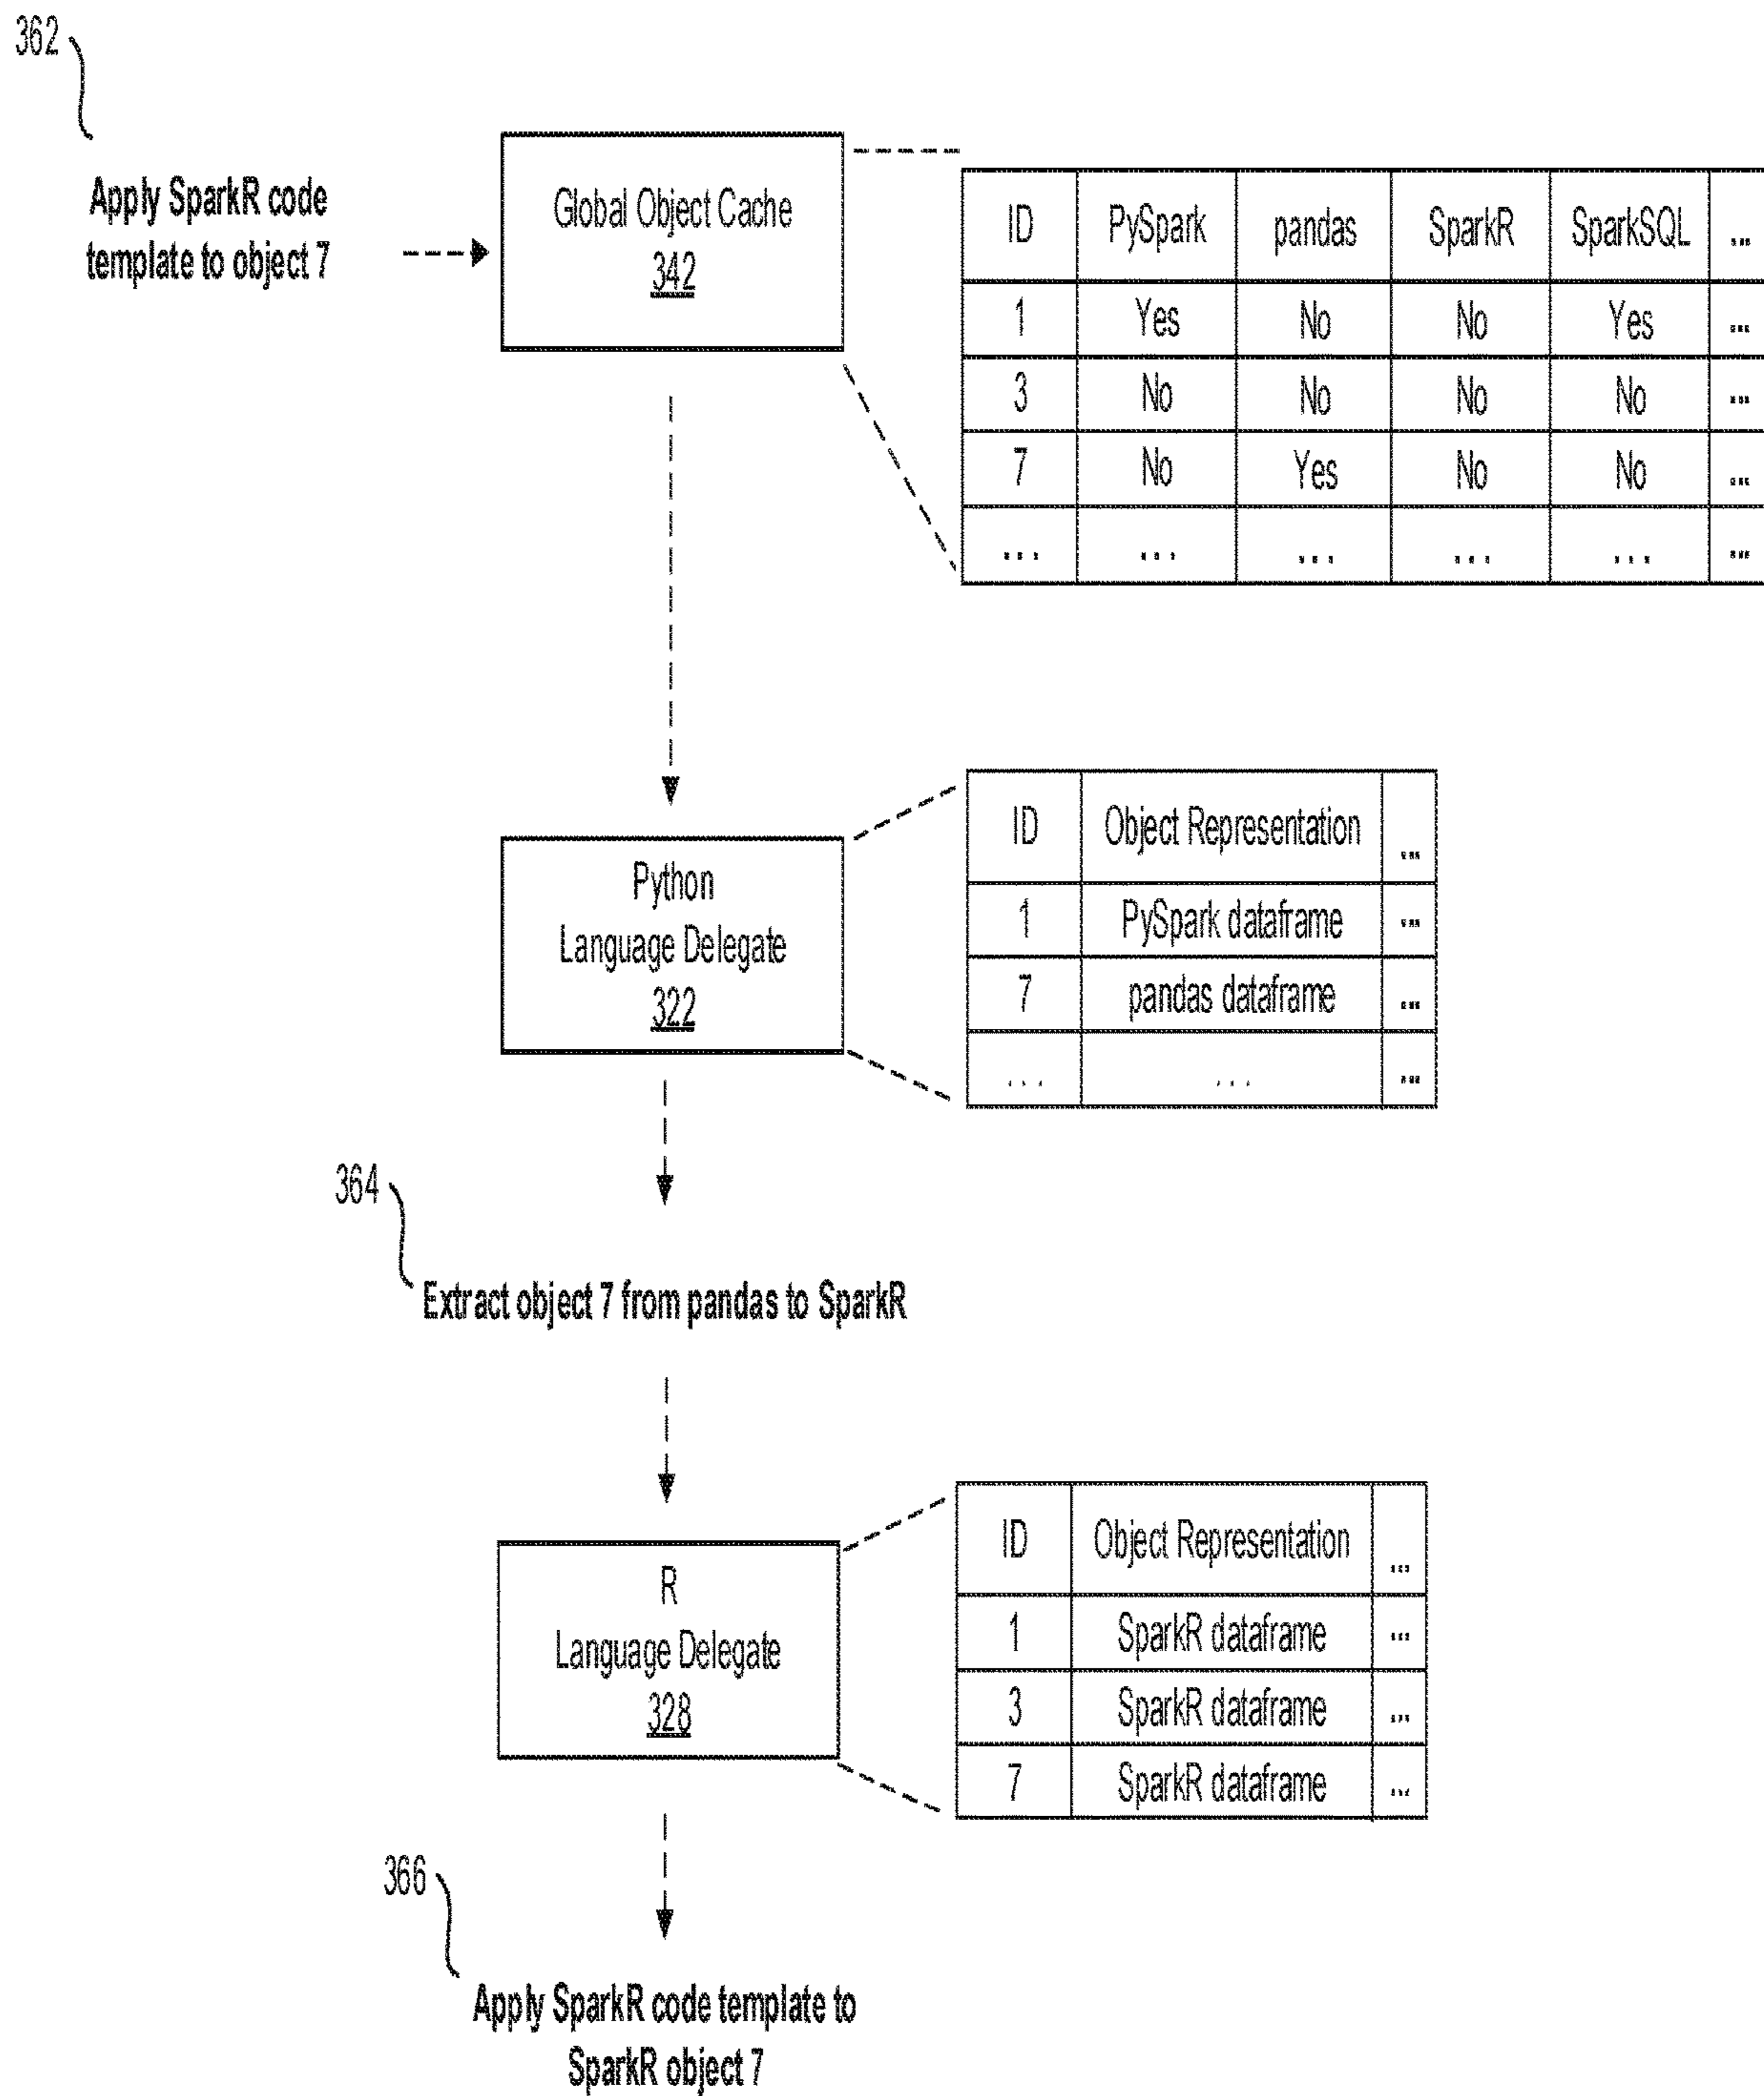 362
Apply SparkR code
template to object 7
Global Object Cache
342
ID PySpark pandas SparkR SparkSQL ...
1 Yes No No Yes ...
3 No No No No ...
7 No Yes No No ...
... ... ... ... ... ...
Python
Language Delegate
322
ID Object Representation ...
1 PySpark dataframe ...
7 pandas dataframe ...
... ... ...
364
Extract object 7 from pandas to SparkR
R
Language Delegate
328
ID Object Representation ...
1 SparkR dataframe ...
3 SparkR dataframe ...
7 SparkR dataframe ...
366
Apply SparkR code template to
SparkR object 7